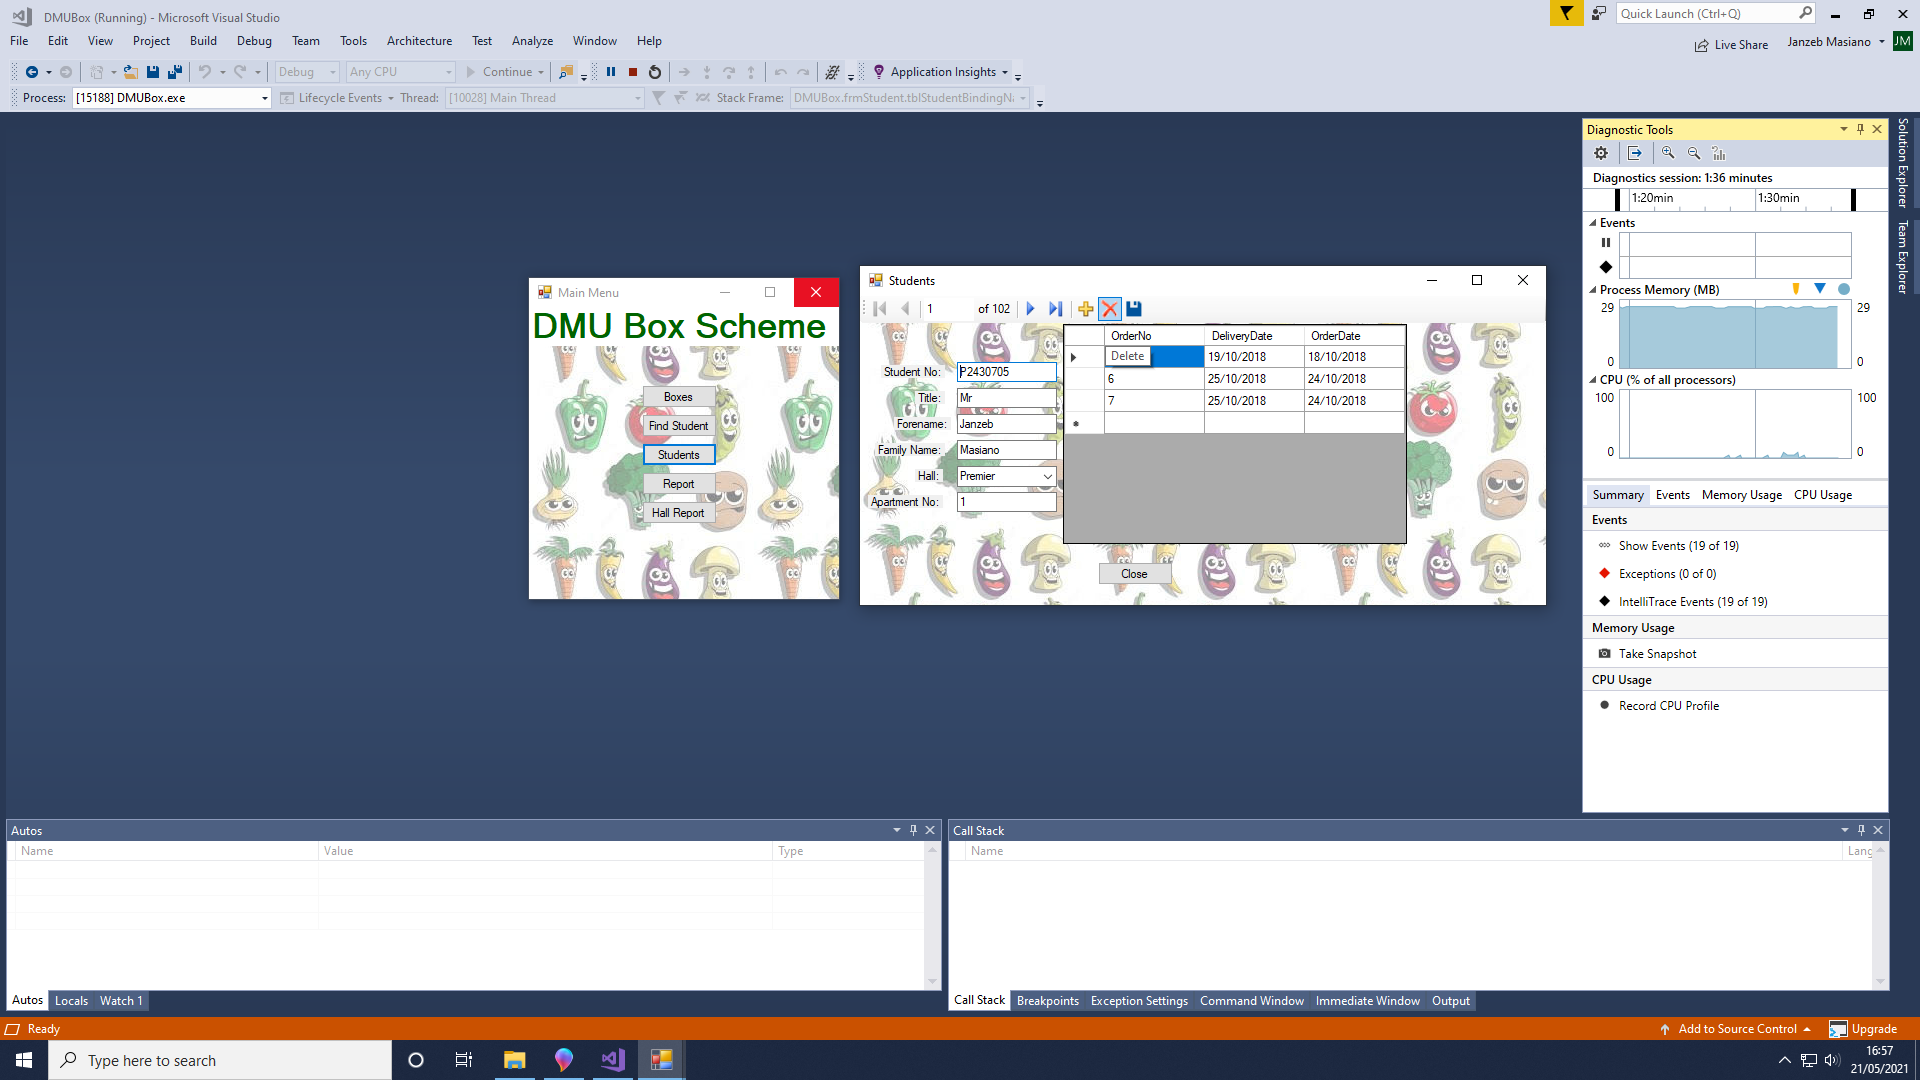 DMUBox (Running) - Microsoft Visual Studio
Quick Launch (Ctrl+Q)
File Edit View Project Build Debug Team Tools Architecture Test Analyze Window Help
Live Share Janzeb Masiano JM
Debug Any CPU Continue Application Insights
Process: [15188] DMUBox.exe Lifecycle Events Thread: [10028] Main Thread Stack Frame: DMUBox.frmStudent.tblStudentBindingNa
Solution Explorer
Team Explorer
Main Menu
DMU Box Scheme
Boxes
Find Student
Students
Report
Hall Report
Students
1 of 102
OrderNo DeliveryDate OrderDate
Delete 19/10/2018 18/10/2018
6 25/10/2018 24/10/2018
7 25/10/2018 24/10/2018
Student No: P2430705
Title: Mr
Forename: Janzeb
Family Name: Masiano
Hall: Premier
Apartment No: 1
Close
Diagnostic Tools
Diagnostics session: 1:36 minutes
1:20min 1:30min
Events
Process Memory (MB)
29 29
0 0
CPU (% of all processors)
100 100
0 0
Summary Events Memory Usage CPU Usage
Events
Show Events (19 of 19)
Exceptions (0 of 0)
IntelliTrace Events (19 of 19)
Memory Usage
Take Snapshot
CPU Usage
Record CPU Profile
Autos
Name Value Type
Autos Locals Watch 1
Call Stack
Name Lang
Call Stack Breakpoints Exception Settings Command Window Immediate Window Output
Ready
Add to Source Control Upgrade
Type here to search
16:57
21/05/2021